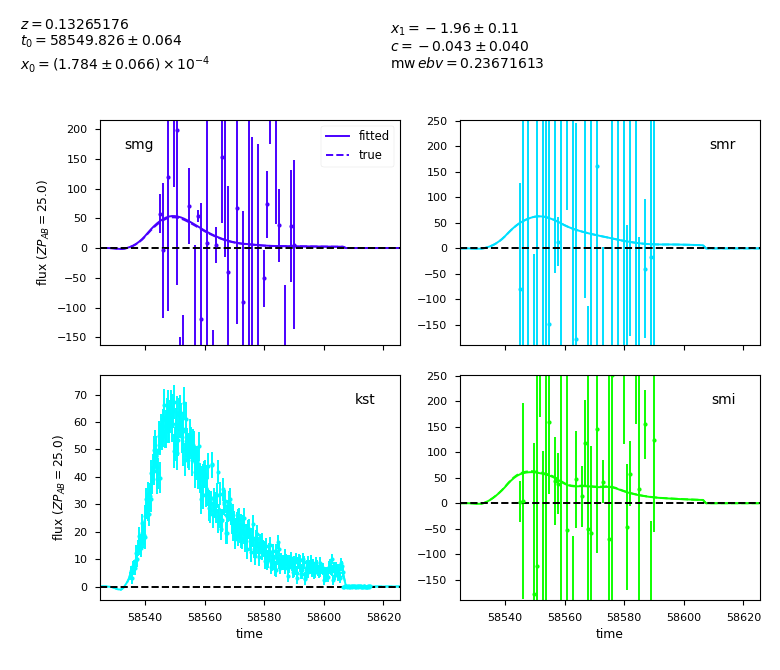 z = 0.13265176
t₀ = 58549.826 ± 0.064
x₀ = (1.784 ± 0.066) × 10⁻⁴
x₁ = −1.96 ± 0.11
c = −0.043 ± 0.040
mwebv = 0.23671613
smg
fitted
true
200
150
100
50
0
−50
−100
−150
flux (ZP_AB = 25.0)
smr
250
200
150
100
50
0
−50
−100
−150
kst
70
60
50
40
30
20
10
0
flux (ZP_AB = 25.0)
58540 58560 58580 58600 58620
time
smi
250
200
150
100
50
0
−50
−100
−150
58540 58560 58580 58600 58620
time